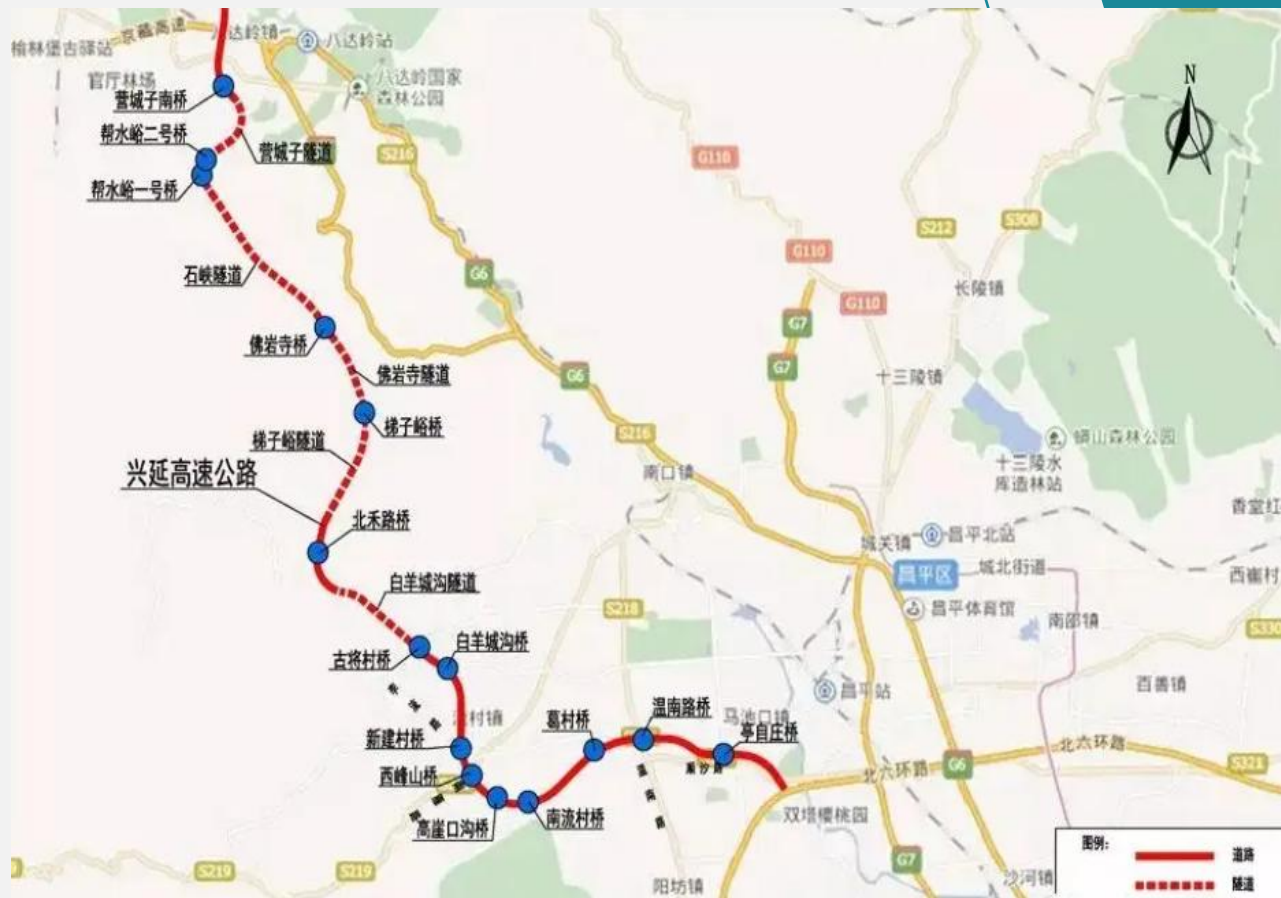 N
京藏高速
八达岭镇
八达岭站
榆林堡古驿站
官厅林场
八达岭国家
森林公园
营城子南桥
帮水峪二号桥
营城子隧道
S216
G110
帮水峪一号桥
S212
S308
G110
石峡隧道
G6
长陵镇
G110
G7
佛岩寺桥
G7
佛岩寺隧道
G6
十三陵镇
梯子峪桥
S216
蟒山森林公园
梯子峪隧道
十三陵水
库造林站
南口镇
兴延高速公路
香堂红
北禾路桥
城关镇
昌平北站
昌平区
城北街道
西崔村
白羊城沟隧道
S218
昌平体育馆
南邵镇
S330
古将村桥
白羊城沟桥
昌平站
百善镇
村镇
葛村桥
温南路桥
马池口镇
亭自庄桥
新建村桥
北六环路
西峰山桥
温南路
北六环路
G6
S321
高崖口沟桥
南流村桥
双塔樱桃园
S219
S219
G7
阳坊镇
沙河镇
图例:
道路
隧道